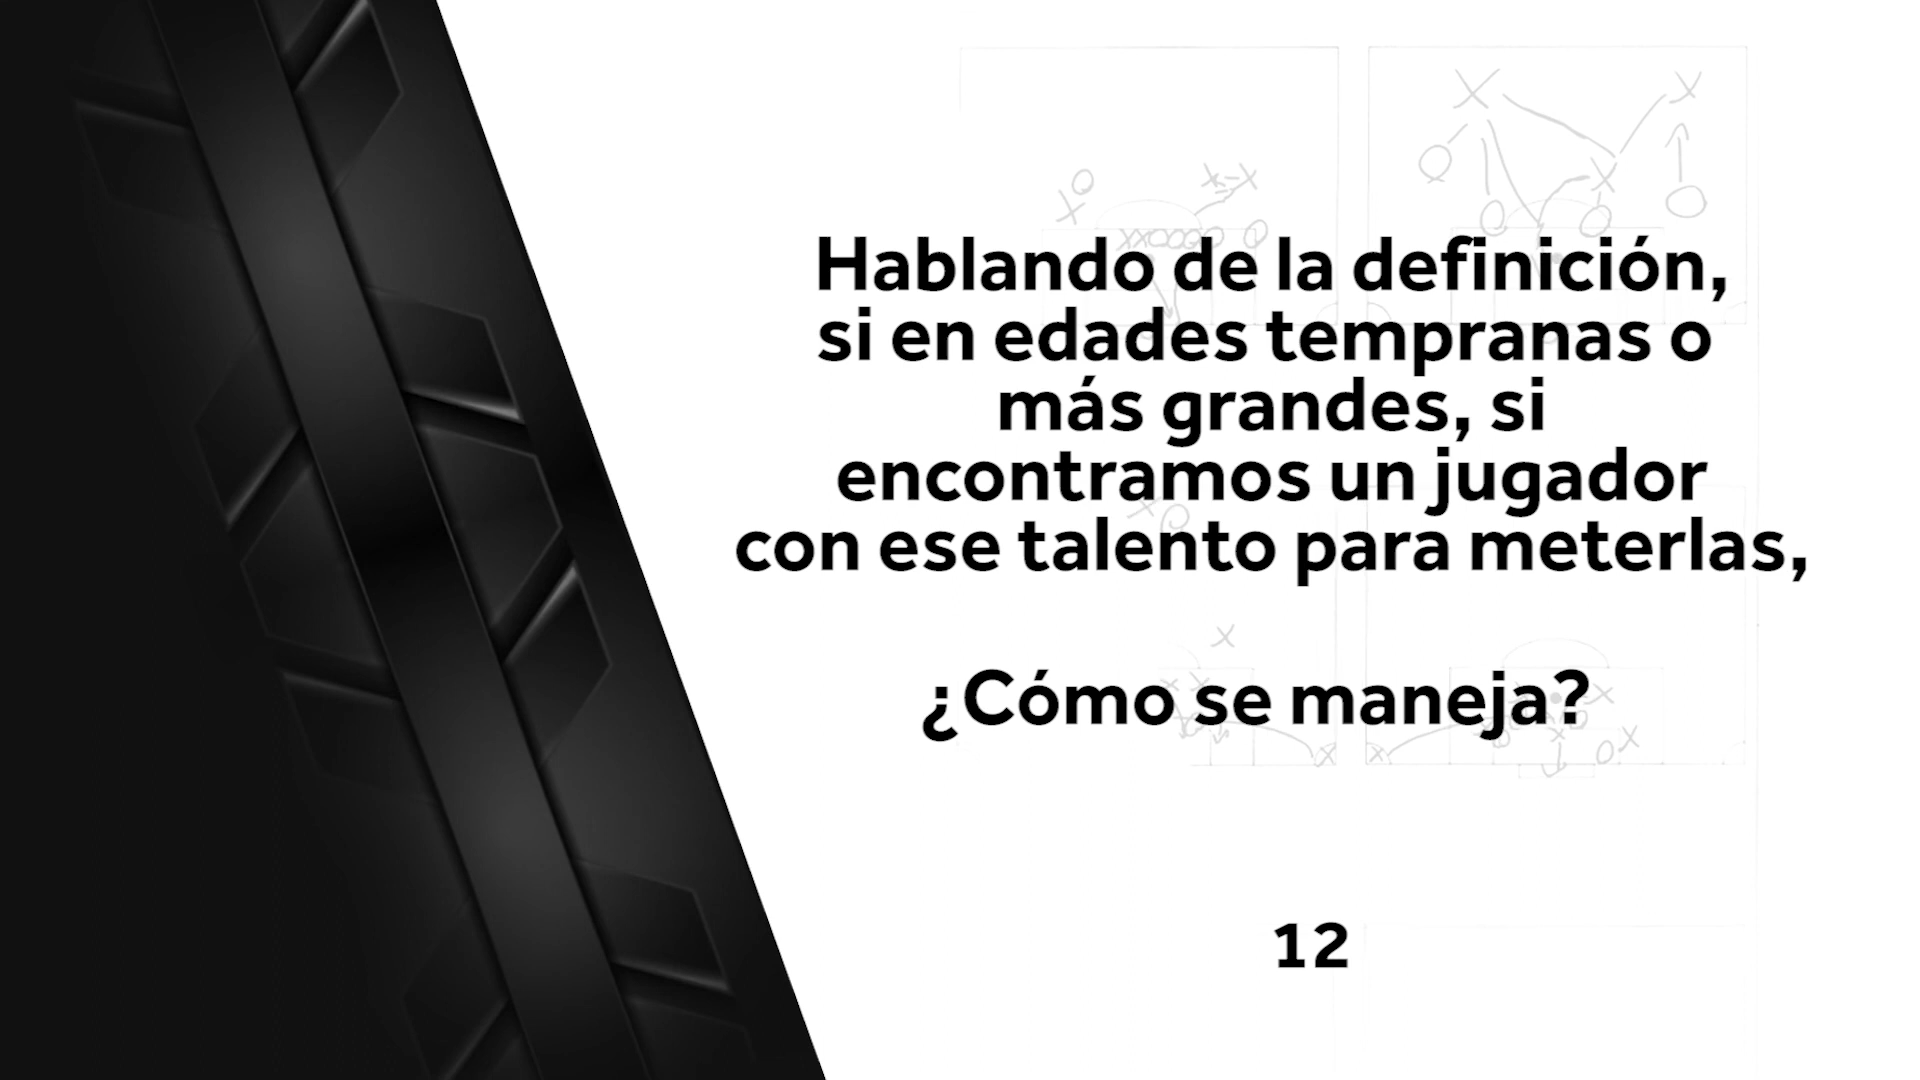 Hablando de la definición,
si en edades tempranas o
más grandes, si
encontramos un jugador
con ese talento para meterlas,
¿Cómo se maneja?
12